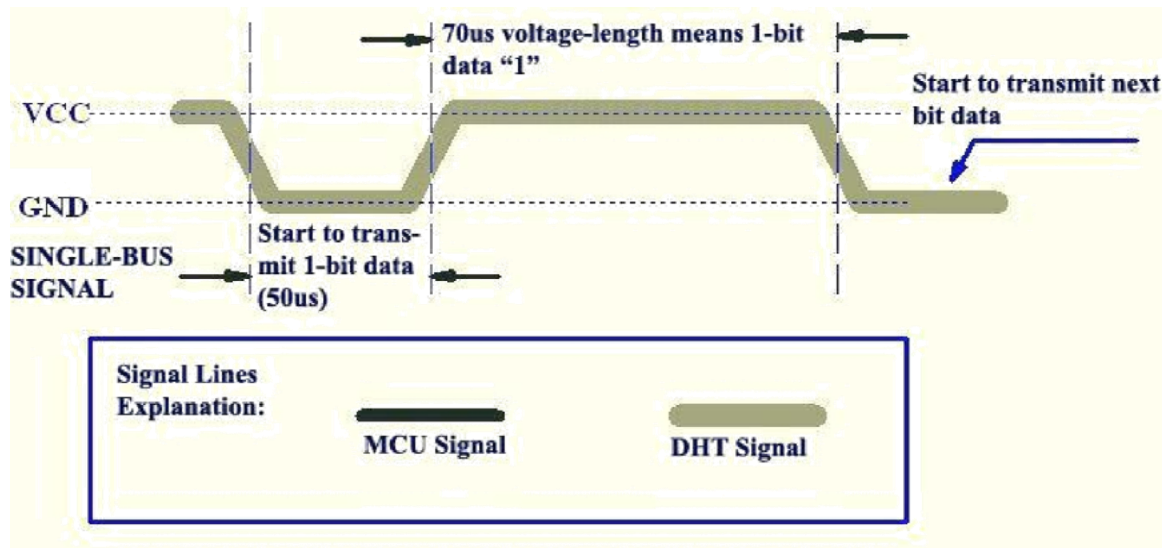 70us voltage-length means 1-bit
data “1”
Start to transmit next
bit data
VCC
GND
SINGLE-BUS
SIGNAL
Start to trans-
mit 1-bit data
(50us)
Signal Lines
Explanation:
MCU Signal
DHT Signal